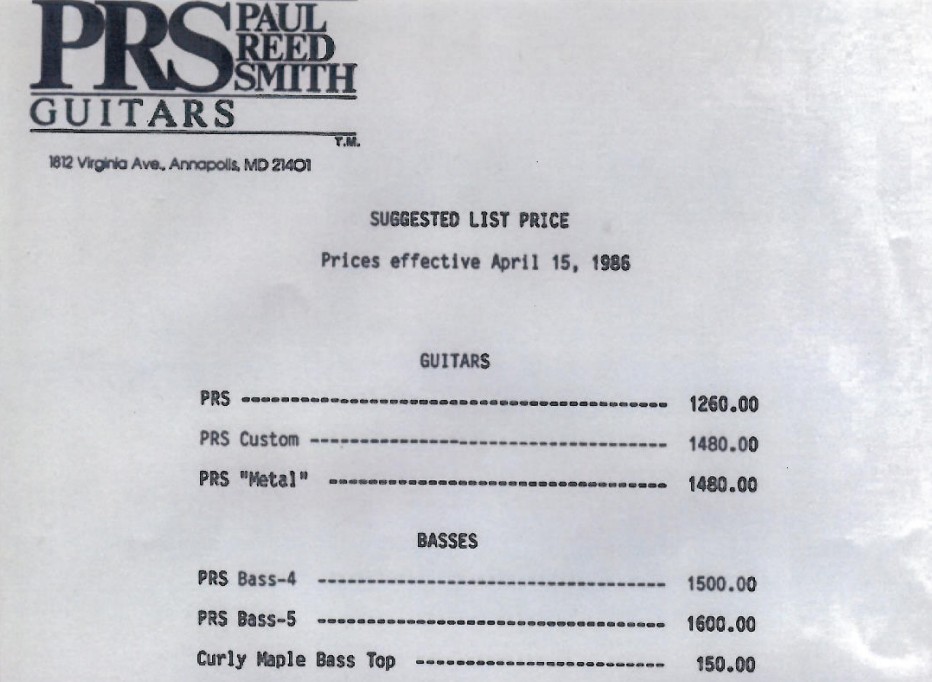 PRS PAUL
REED
SMITH
GUITARS
T.M.
1812 Virginia Ave., Annapolis, MD 21401
SUGGESTED LIST PRICE
Prices effective April 15, 1986
GUITARS
PRS ---------------------------------------- 1260.00
PRS Custom ---------------------------------- 1480.00
PRS "Metal" -------------------------------- 1480.00
BASSES
PRS Bass-4 --------------------------------- 1500.00
PRS Bass-5 --------------------------------- 1600.00
Curly Maple Bass Top ------------------------ 150.00